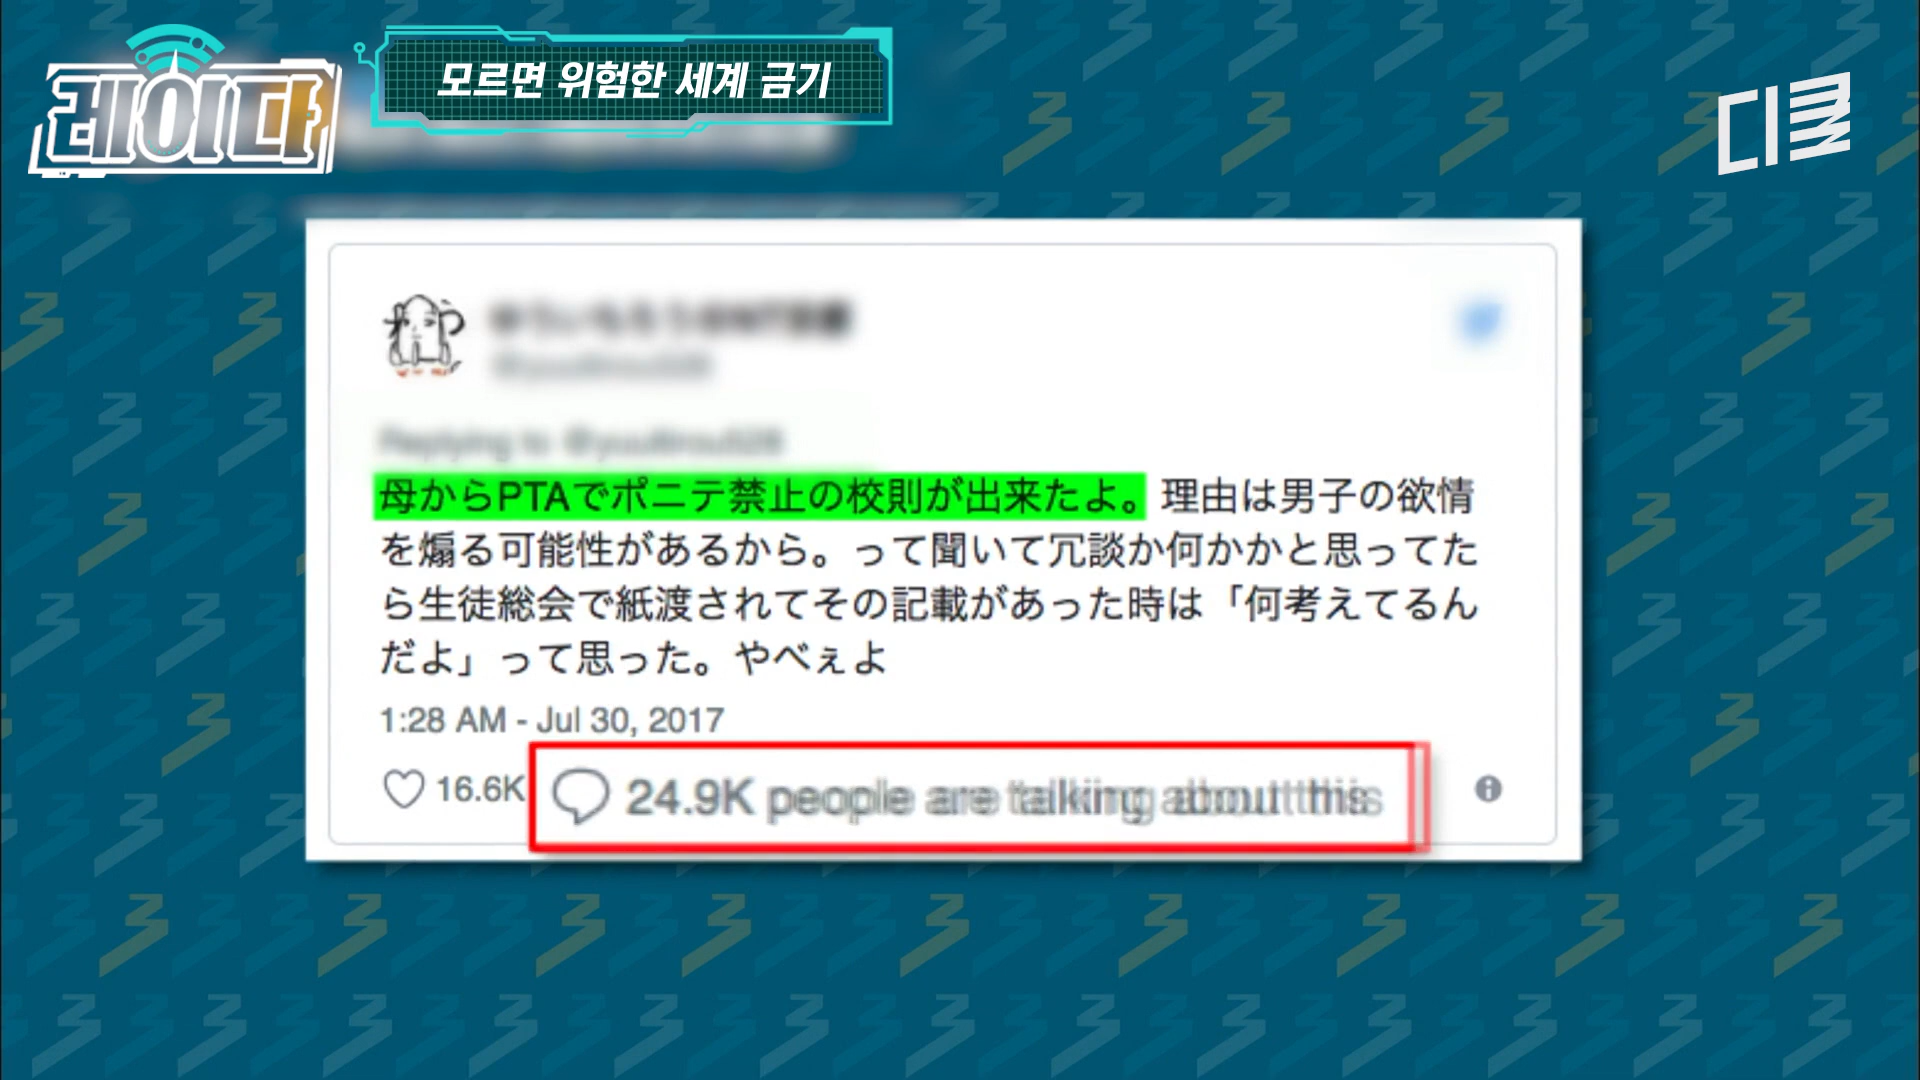 레이다
모르면 위험한 세계 금기
디글
母からPTAでポニテ禁止の校則が出来たよ。理由は男子の欲情
を煽る可能性があるから。って聞いて冗談か何かかと思ってた
ら生徒総会で紙渡されてその記載があった時は「何考えてるん
だよ」って思った。やべぇよ
1:28 AM - Jul 30, 2017
16.6K
24.9K people are talking about this